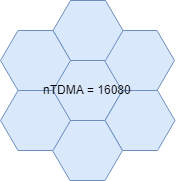 nTDMA = 16080